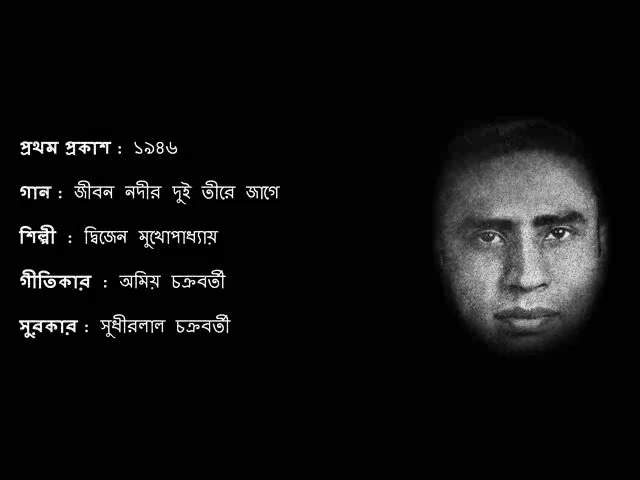 প্রথম প্রকাশ : ১৯৪৬
গান : জীবন নদীর দুই তীরে জাগে
শিল্পী : দ্বিজেন মুখোপাধ্যায়
গীতিকার : অমিয় চক্রবর্তী
সুরকার : সুধীরলাল চক্রবর্তী